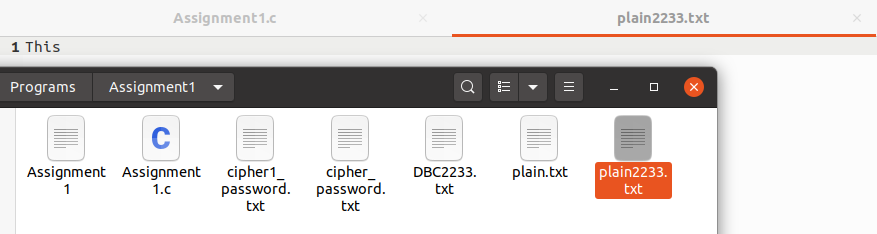 Assignment1.c × plain2233.txt ×
1 This
Programs Assignment1
Assignment
1
Assignment
1.c
cipher1_
password.
txt
cipher_
password.
txt
DBC2233.
txt
plain.txt
plain2233.
txt